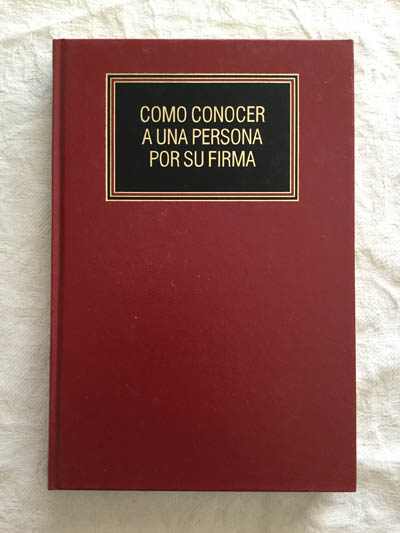 COMO CONOCER
A UNA PERSONA
POR SU FIRMA